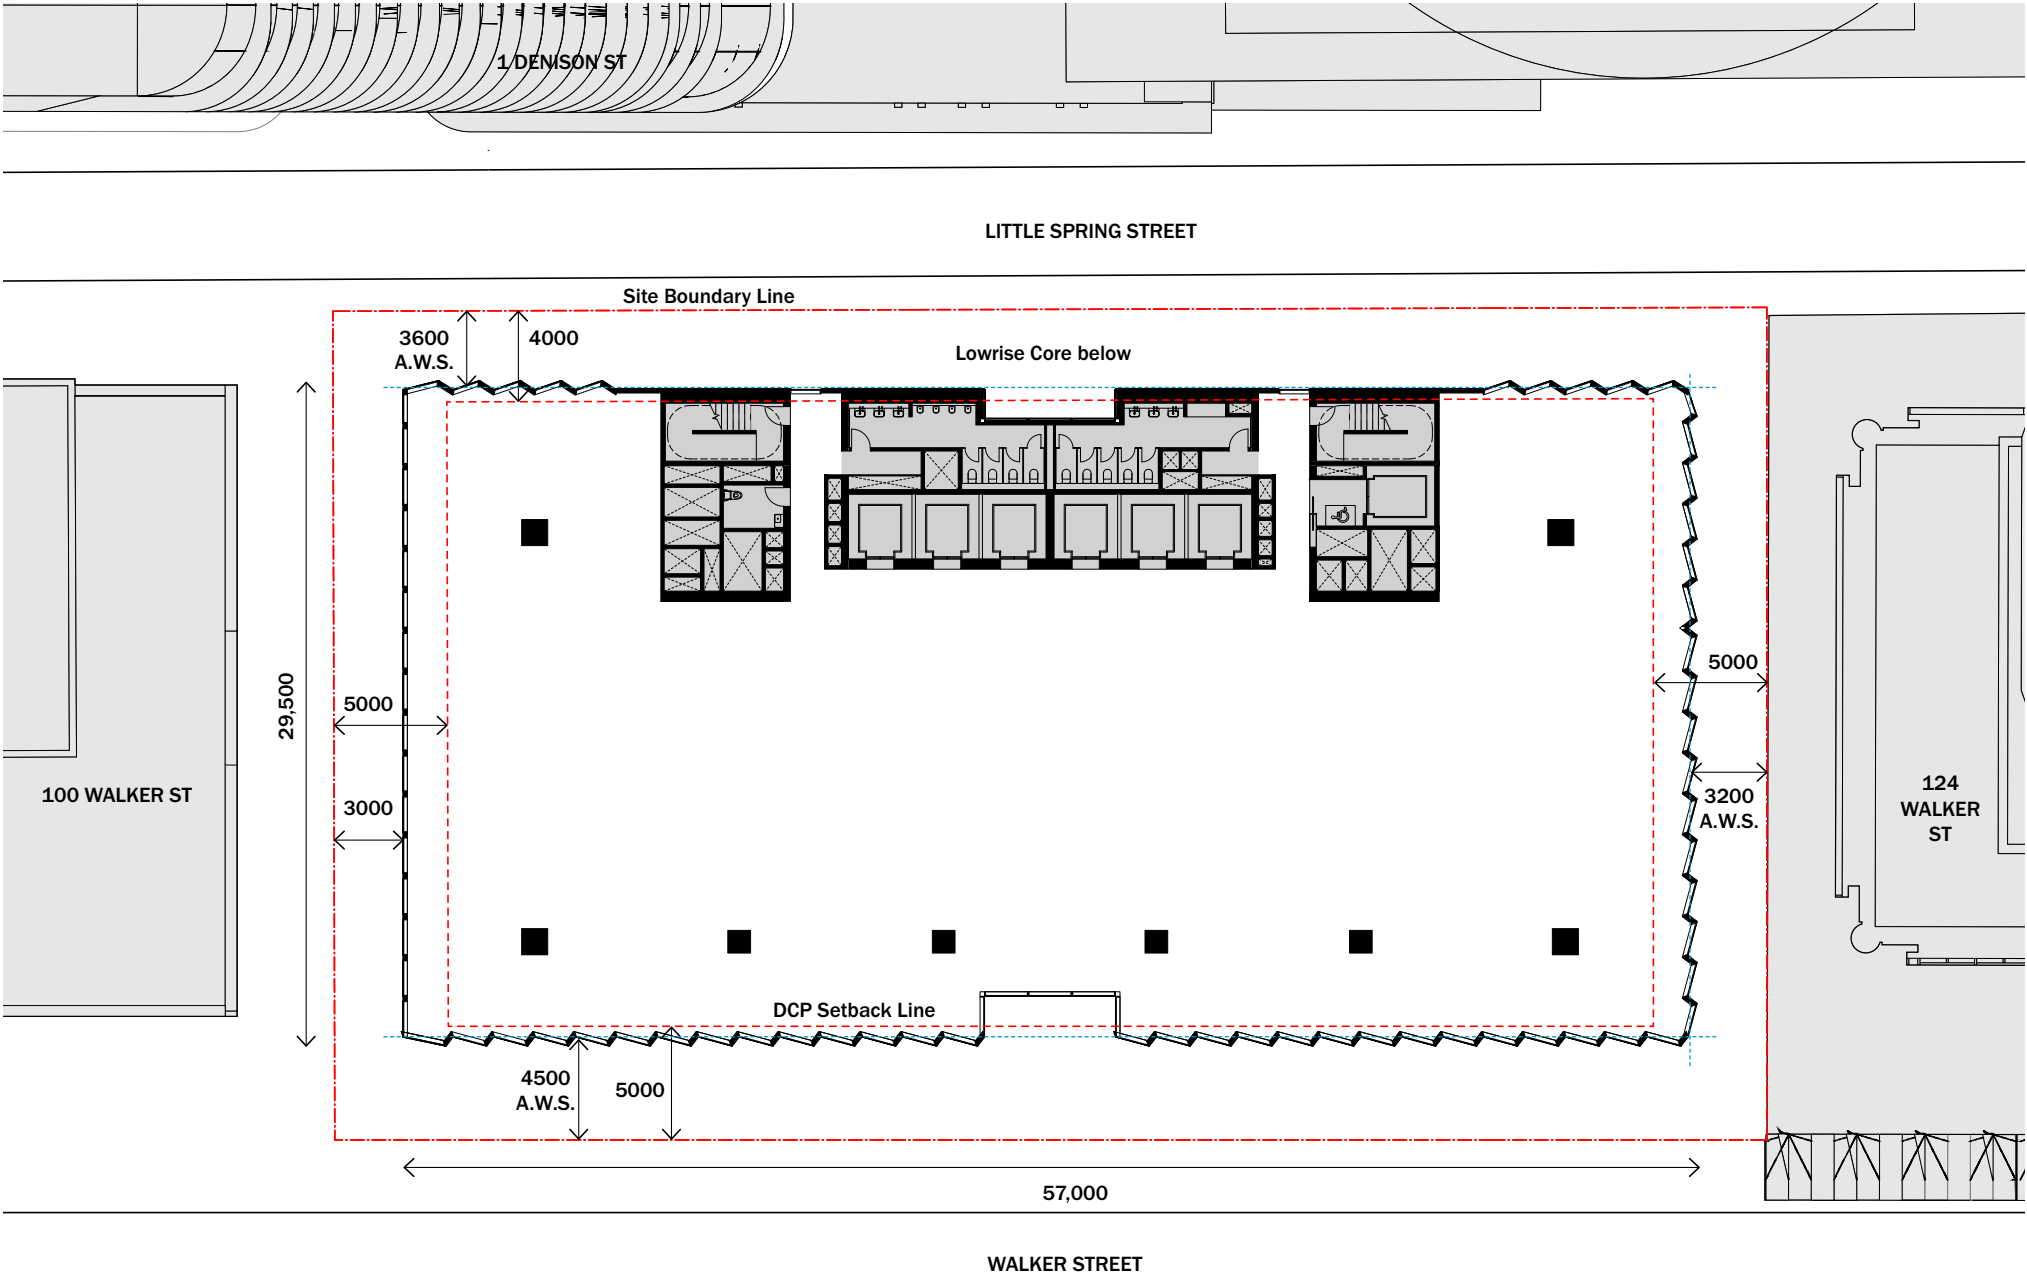 1 DENISON ST
LITTLE SPRING STREET
Site Boundary Line
3600
A.W.S.
4000
Lowrise Core below
29,500
5000
5000
100 WALKER ST
3000
3200
A.W.S.
124
WALKER
ST
DCP Setback Line
4500
A.W.S.
5000
57,000
WALKER STREET